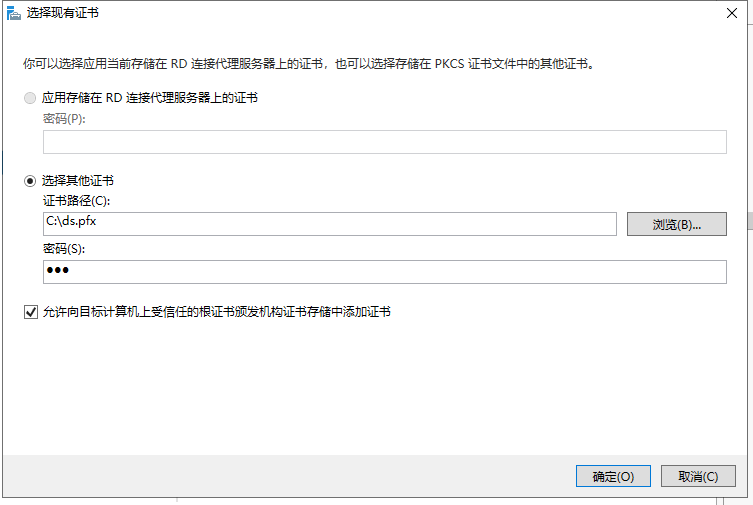 选择现有证书
你可以选择应用当前存储在 RD 连接代理服务器上的证书，也可以选择存储在 PKCS 证书文件中的其他证书。
应用存储在 RD 连接代理服务器上的证书
密码(P):
选择其他证书
证书路径(C):
C:\ds.pfx
浏览(B)...
密码(S):
●●●
允许向目标计算机上受信任的根证书颁发机构证书存储中添加证书
确定(O)
取消(C)